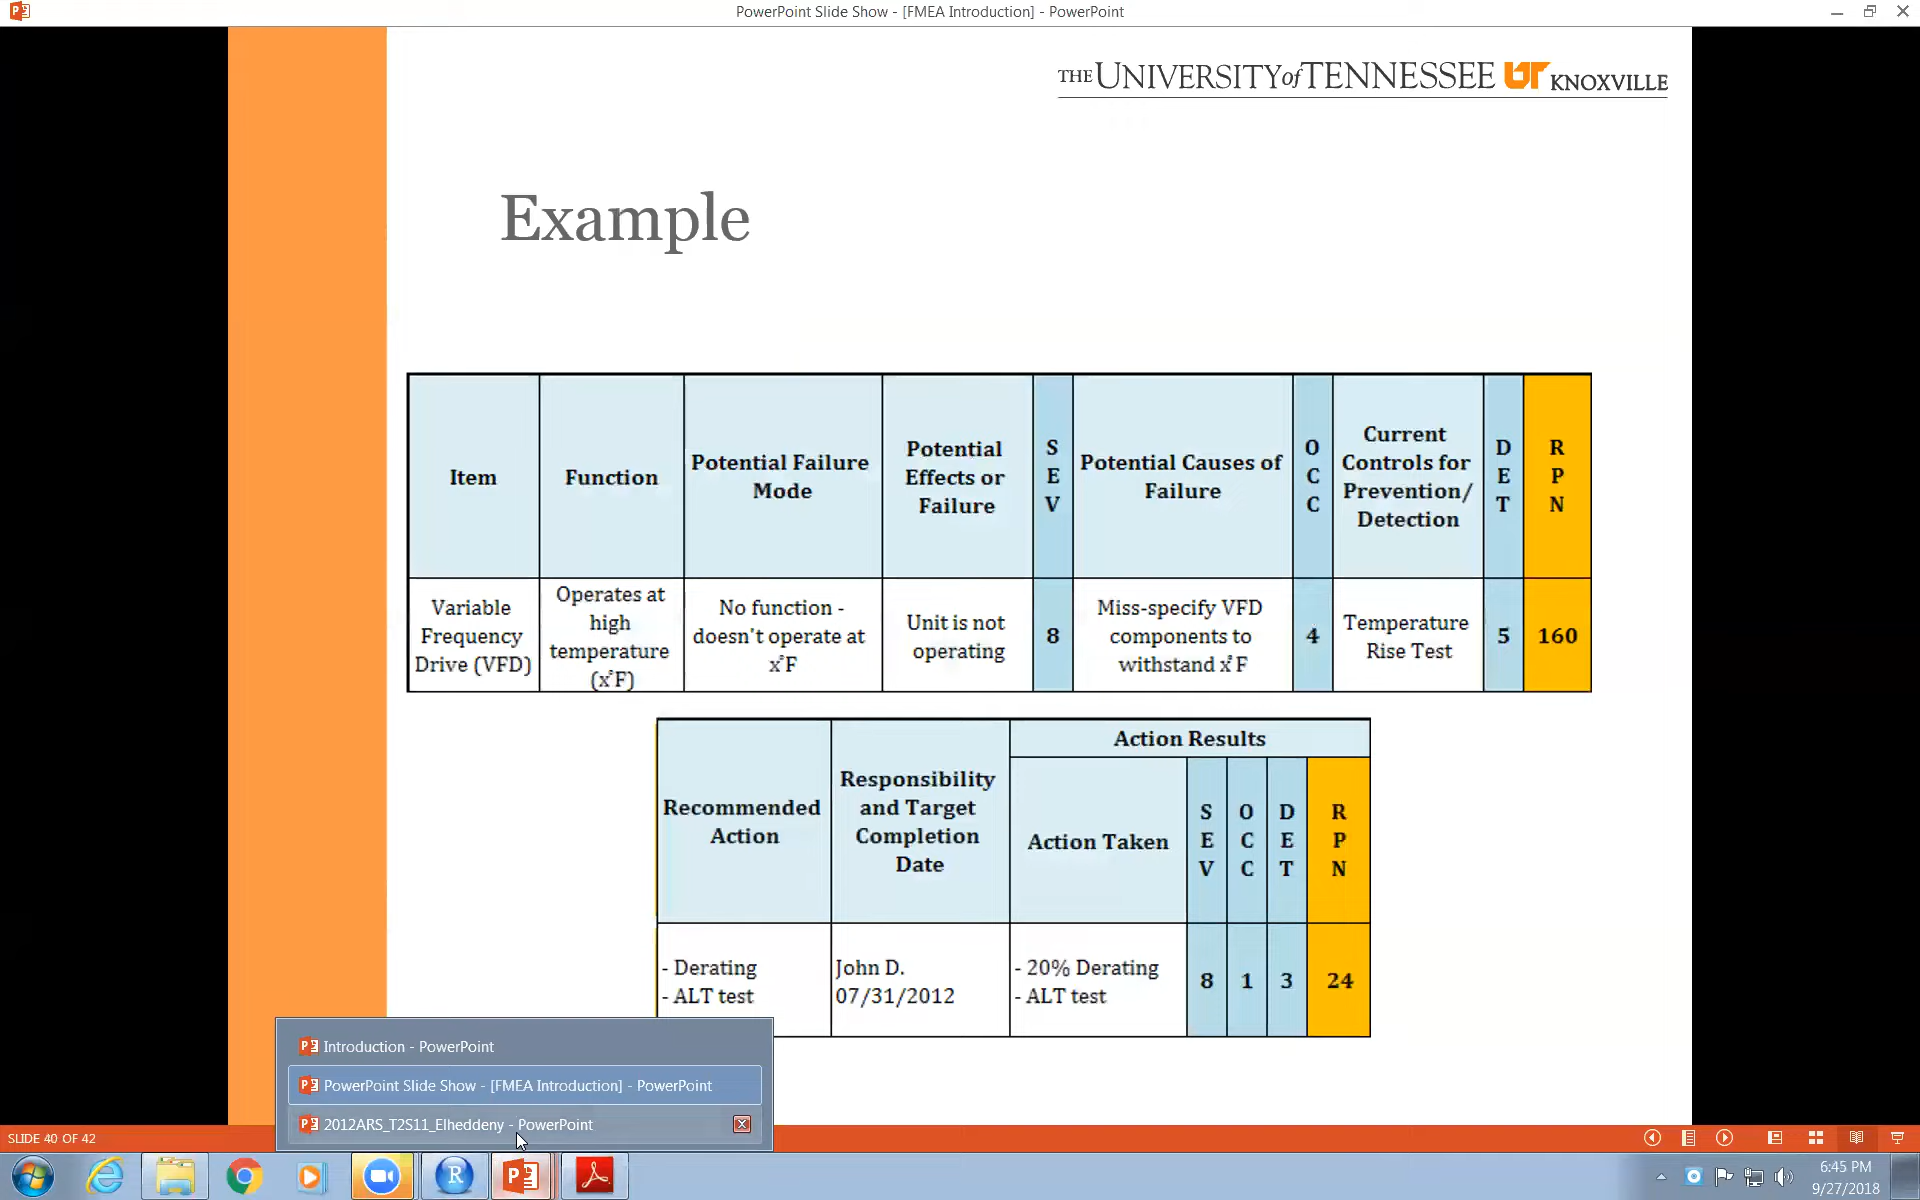 PowerPoint Slide Show - [FMEA Introduction] - PowerPoint
THE UNIVERSITY of TENNESSEE UT KNOXVILLE
Example
Item
Function
Potential Failure
Mode
Potential
Effects or
Failure
S
E
V
Potential Causes of
Failure
O
C
C
Current
Controls for
Prevention/
Detection
D
E
T
R
P
N
Variable
Frequency
Drive (VFD)
Operates at
high
temperature
(x°F)
No function -
doesn't operate at
x°F
Unit is not
operating
8
Miss-specify VFD
components to
withstand x°F
4
Temperature
Rise Test
5
160
Recommended
Action
Responsibility
and Target
Completion
Date
Action Results
Action Taken
S
E
V
O
C
C
D
E
T
R
P
N
- Derating
- ALT test
John D.
07/31/2012
- 20% Derating
- ALT test
8
1
3
24
Introduction - PowerPoint
PowerPoint Slide Show - [FMEA Introduction] - PowerPoint
2012ARS_T2S11_Elheddeny - PowerPoint
SLIDE 40 OF 42
6:45 PM
9/27/2018